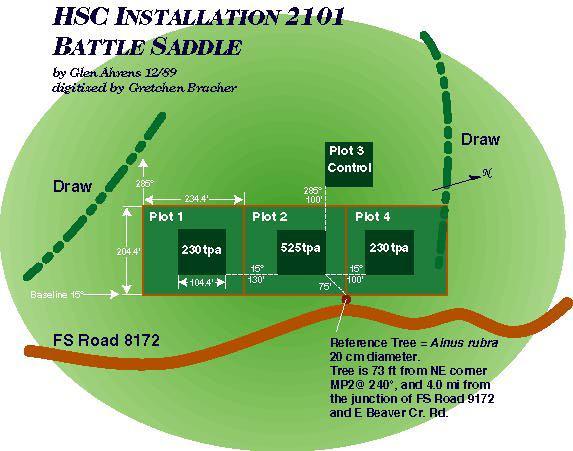 HSC INSTALLATION 2101
BATTLE SADDLE
by Glen Ahrens 12/89
digitized by Gretchen Bracher
Draw
Draw
N
Plot 3
Control
285°
285°
100'
234.4'
204.4'
Plot 1
Plot 2
Plot 4
230tpa
525tpa
230tpa
15°
130'
15°
100'
104.4'
75'
Baseline 15°
FS Road 8172
Reference Tree = Alnus rubra
20 cm diameter.
Tree is 73 ft from NE corner
MP2@ 240°, and 4.0 mi from
the junction of FS Road 9172
and E Beaver Cr. Rd.